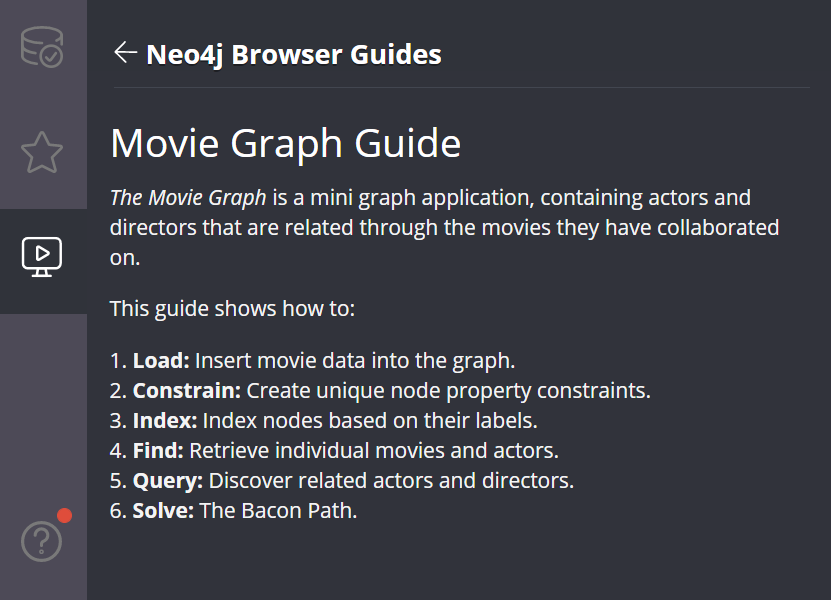 Neo4j Browser Guides
Movie Graph Guide
The Movie Graph is a mini graph application, containing actors and
directors that are related through the movies they have collaborated
on.
This guide shows how to:
1. Load: Insert movie data into the graph.
2. Constrain: Create unique node property constraints.
3. Index: Index nodes based on their labels.
4. Find: Retrieve individual movies and actors.
5. Query: Discover related actors and directors.
6. Solve: The Bacon Path.